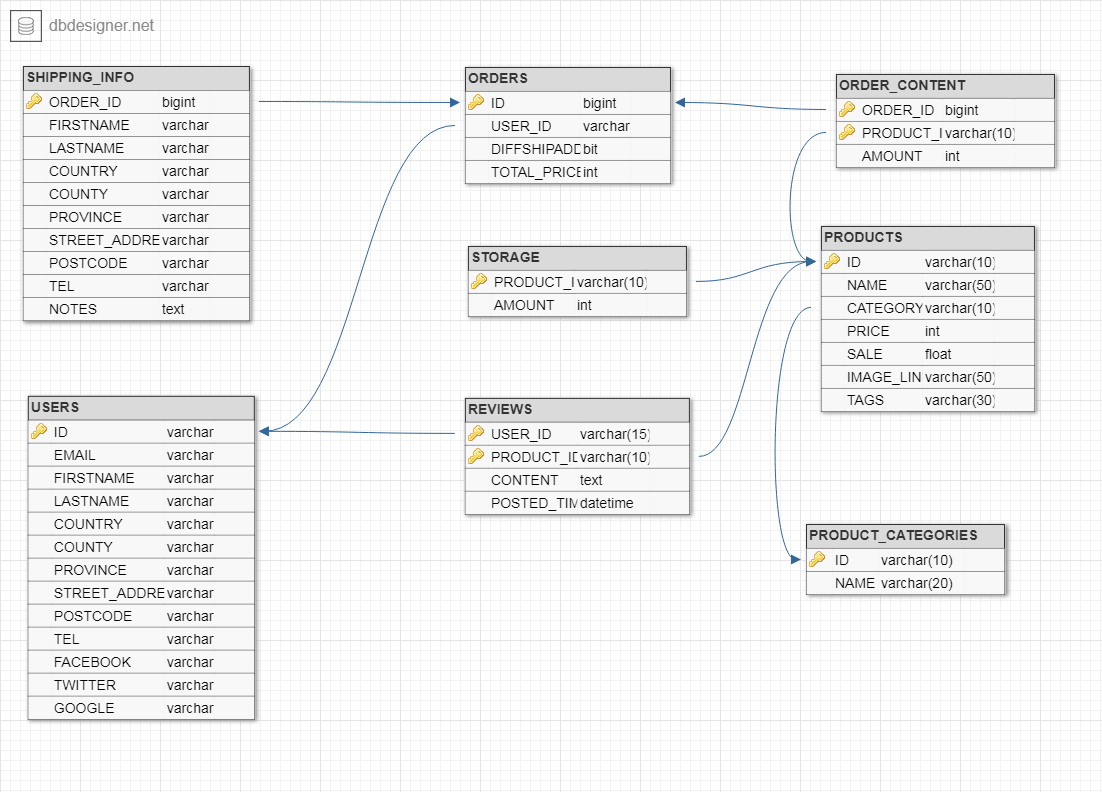 dbdesigner.net
SHIPPING_INFO
ORDER_ID bigint
FIRSTNAME varchar
LASTNAME varchar
COUNTRY varchar
COUNTY varchar
PROVINCE varchar
STREET_ADDRE varchar
POSTCODE varchar
TEL varchar
NOTES text
ORDERS
ID bigint
USER_ID varchar
DIFFSHIPADD bit
TOTAL_PRICE int
ORDER_CONTENT
ORDER_ID bigint
PRODUCT_I varchar(10)
AMOUNT int
STORAGE
PRODUCT_I varchar(10)
AMOUNT int
PRODUCTS
ID varchar(10)
NAME varchar(50)
CATEGORY varchar(10)
PRICE int
SALE float
IMAGE_LIN varchar(50)
TAGS varchar(30)
USERS
ID varchar
EMAIL varchar
FIRSTNAME varchar
LASTNAME varchar
COUNTRY varchar
COUNTY varchar
PROVINCE varchar
STREET_ADDRE varchar
POSTCODE varchar
TEL varchar
FACEBOOK varchar
TWITTER varchar
GOOGLE varchar
REVIEWS
USER_ID varchar(15)
PRODUCT_ID varchar(10)
CONTENT text
POSTED_TIM datetime
PRODUCT_CATEGORIES
ID varchar(10)
NAME varchar(20)